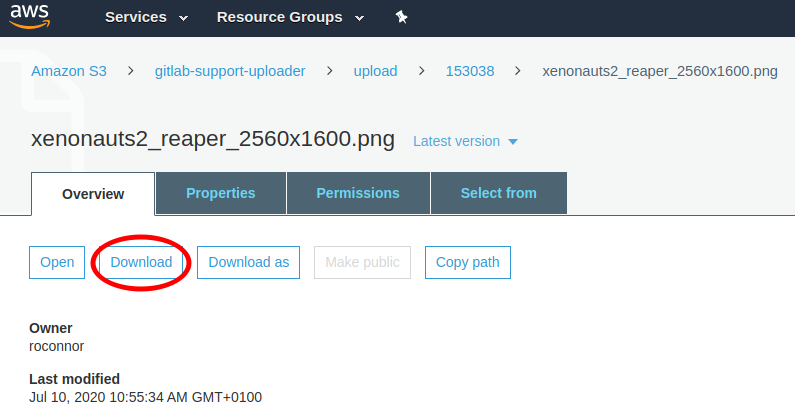 aws
Services
Resource Groups
Amazon S3 > gitlab-support-uploader > upload > 153038 > xenonauts2_reaper_2560x1600.png
xenonauts2_reaper_2560x1600.png Latest version
Overview Properties Permissions Select from
Open Download Download as Make public Copy path
Owner
roconnor
Last modified
Jul 10, 2020 10:55:34 AM GMT+0100